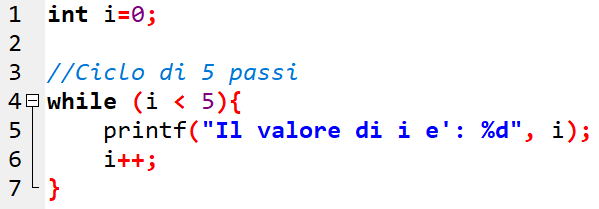 1 int i=0;
2
3 //Ciclo di 5 passi
4 while (i < 5){
5 printf("Il valore di i e': %d", i);
6 i++;
7 }